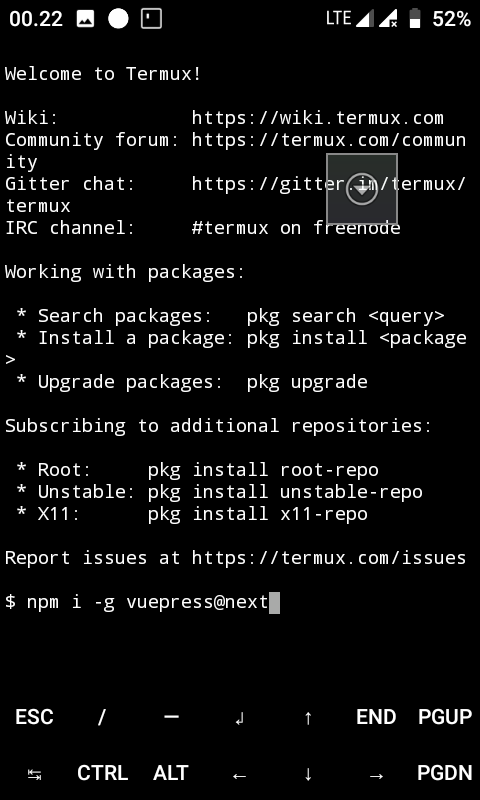 00.22 LTE 52%
Welcome to Termux!
Wiki: https://wiki.termux.com
Community forum: https://termux.com/commun
ity
Gitter chat: https://gitter.im/termux/
termux
IRC channel: #termux on freenode
Working with packages:
* Search packages: pkg search <query>
* Install a package: pkg install <package
>
* Upgrade packages: pkg upgrade
Subscribing to additional repositories:
* Root: pkg install root-repo
* Unstable: pkg install unstable-repo
* X11: pkg install x11-repo
Report issues at https://termux.com/issues
$ npm i -g vuepress@next
ESC / — ↲ ↑ END PGUP
↹ CTRL ALT ← ↓ → PGDN